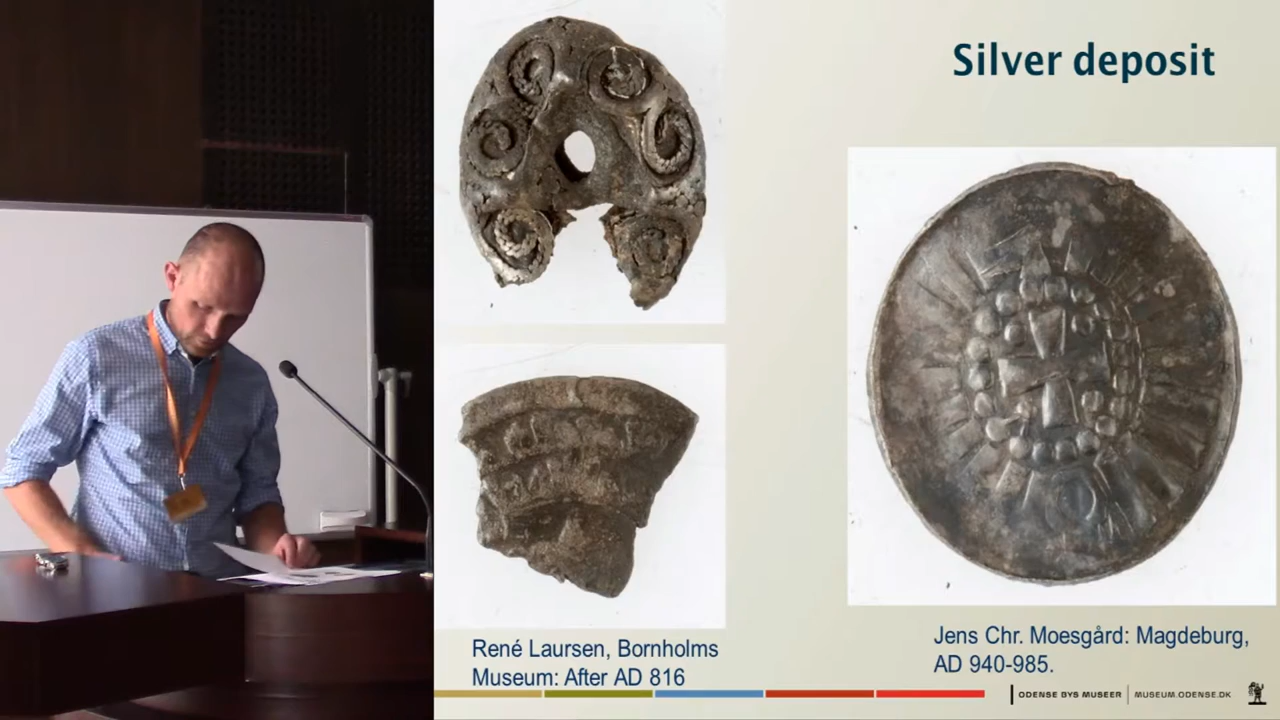 Silver deposit
René Laursen, Bornholms
Museum: After AD 816
Jens Chr. Moesgård: Magdeburg,
AD 940-985.
ODENSE BYS MUSEER
MUSEUM.ODENSE.DK